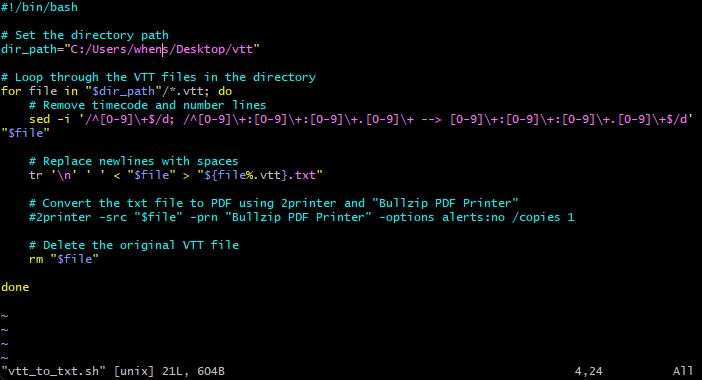 #!/bin/bash
# Set the directory path
dir_path="C:/Users/whens/Desktop/vtt"
# Loop through the VTT files in the directory
for file in "$dir_path"/*.vtt; do
    # Remove timecode and number lines
    sed -i '/^[0-9]\+$/d; /^[0-9]\+:[0-9]\+:[0-9]\+.[0-9]\+ --> [0-9]\+:[0-9]\+:[0-9]\+.[0-9]\+$/d'
"$file"
    # Replace newlines with spaces
    tr '\n' ' ' < "$file" > "${file%.vtt}.txt"
    # Convert the txt file to PDF using 2printer and "Bullzip PDF Printer"
    #2printer -src "$file" -prn "Bullzip PDF Printer" -options alerts:no /copies 1
    # Delete the original VTT file
    rm "$file"
done
~
~
~
~
"vtt_to_txt.sh" [unix] 21L, 604B 4,24 All